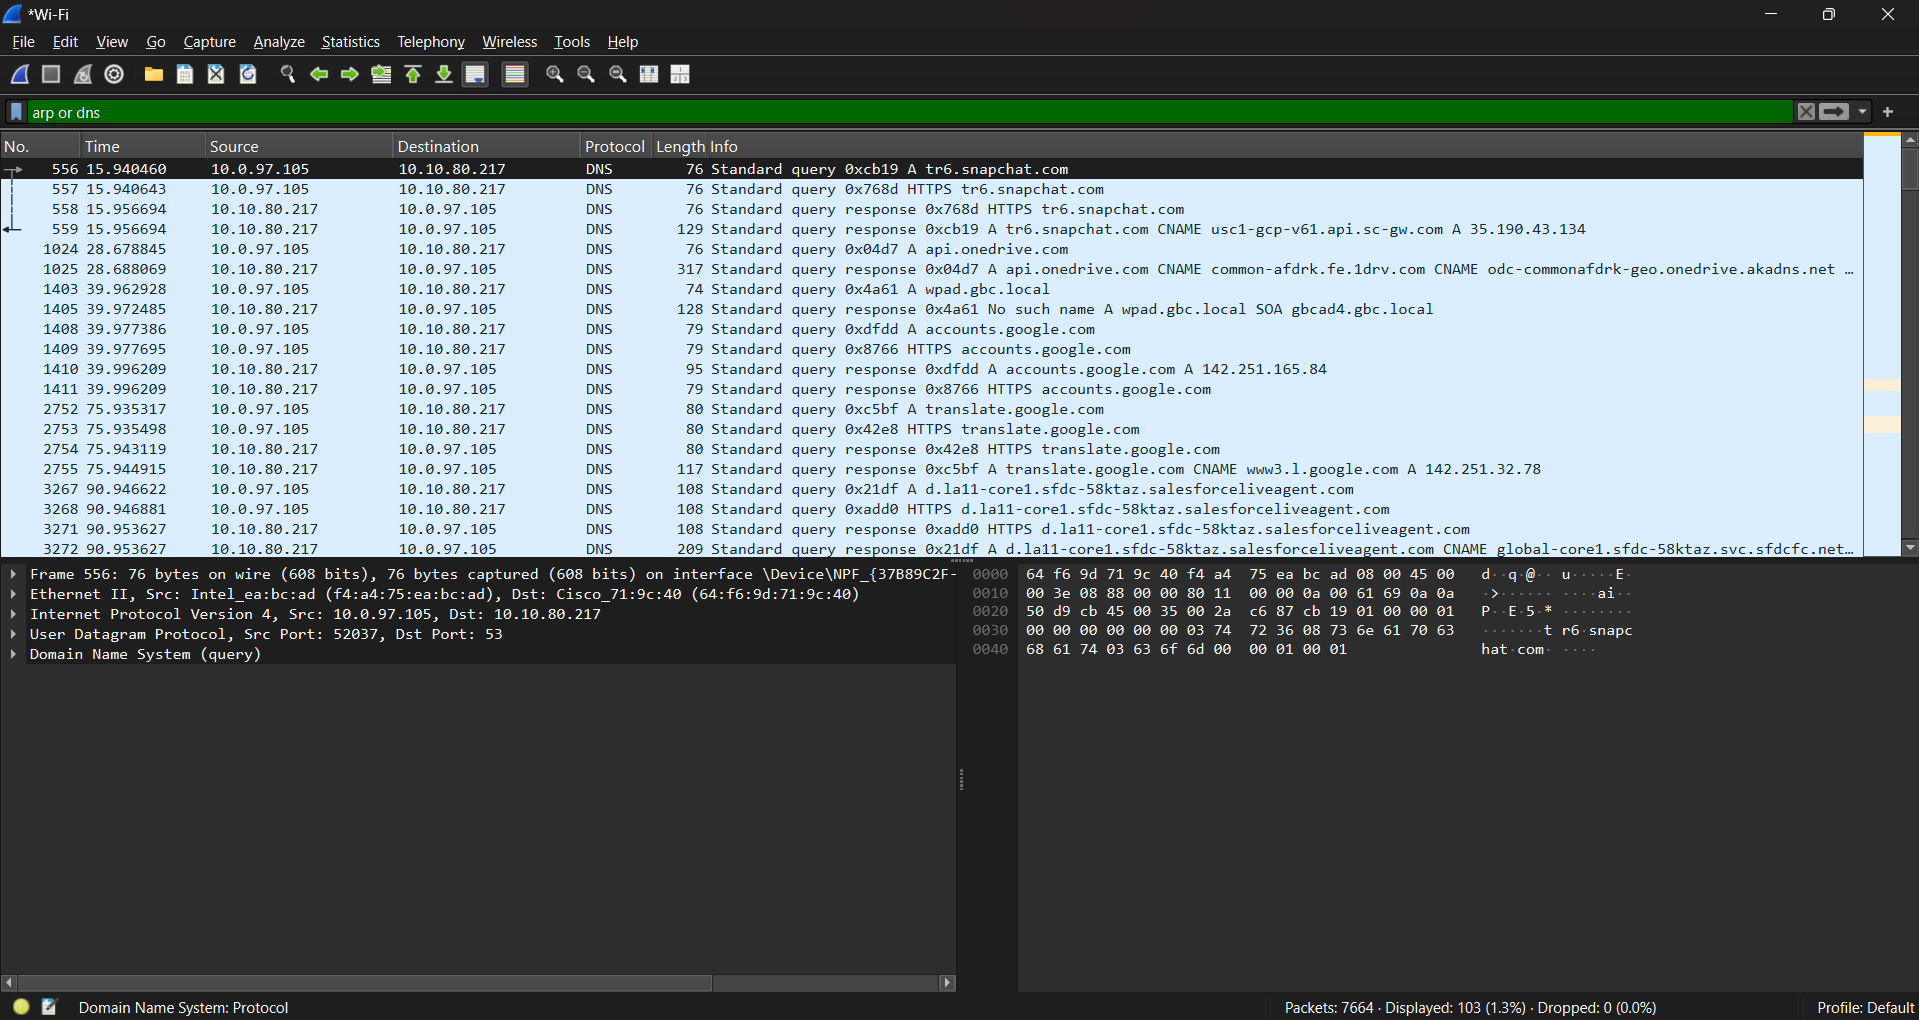 *Wi-Fi
File Edit View Go Capture Analyze Statistics Telephony Wireless Tools Help
arp or dns
No. Time Source Destination Protocol Length Info
556 15.940460 10.0.97.105 10.10.80.217 DNS 76 Standard query 0xcb19 A tr6.snapchat.com
557 15.940643 10.0.97.105 10.10.80.217 DNS 76 Standard query 0x768d HTTPS tr6.snapchat.com
558 15.956694 10.10.80.217 10.0.97.105 DNS 76 Standard query response 0x768d HTTPS tr6.snapchat.com
559 15.956694 10.10.80.217 10.0.97.105 DNS 129 Standard query response 0xcb19 A tr6.snapchat.com CNAME usc1-gcp-v61.api.sc-gw.com A 35.190.43.134
1024 28.678845 10.0.97.105 10.10.80.217 DNS 76 Standard query 0x04d7 A api.onedrive.com
1025 28.688069 10.10.80.217 10.0.97.105 DNS 317 Standard query response 0x04d7 A api.onedrive.com CNAME common-afdrk.fe.1drv.com CNAME odc-commonafdrk-geo.onedrive.akadns.net …
1403 39.962928 10.0.97.105 10.10.80.217 DNS 74 Standard query 0x4a61 A wpad.gbc.local
1405 39.972485 10.10.80.217 10.0.97.105 DNS 128 Standard query response 0x4a61 No such name A wpad.gbc.local SOA gbcad4.gbc.local
1408 39.977386 10.0.97.105 10.10.80.217 DNS 79 Standard query 0xdfdd A accounts.google.com
1409 39.977695 10.0.97.105 10.10.80.217 DNS 79 Standard query 0x8766 HTTPS accounts.google.com
1410 39.996209 10.10.80.217 10.0.97.105 DNS 95 Standard query response 0xdfdd A accounts.google.com A 142.251.165.84
1411 39.996209 10.10.80.217 10.0.97.105 DNS 79 Standard query response 0x8766 HTTPS accounts.google.com
2752 75.935317 10.0.97.105 10.10.80.217 DNS 80 Standard query 0xc5bf A translate.google.com
2753 75.935498 10.0.97.105 10.10.80.217 DNS 80 Standard query 0x42e8 HTTPS translate.google.com
2754 75.943119 10.10.80.217 10.0.97.105 DNS 80 Standard query response 0x42e8 HTTPS translate.google.com
2755 75.944915 10.10.80.217 10.0.97.105 DNS 117 Standard query response 0xc5bf A translate.google.com CNAME www3.l.google.com A 142.251.32.78
3267 90.946622 10.0.97.105 10.10.80.217 DNS 108 Standard query 0x21df A d.la11-core1.sfdc-58ktaz.salesforceliveagent.com
3268 90.946881 10.0.97.105 10.10.80.217 DNS 108 Standard query 0xadd0 HTTPS d.la11-core1.sfdc-58ktaz.salesforceliveagent.com
3271 90.953627 10.10.80.217 10.0.97.105 DNS 108 Standard query response 0xadd0 HTTPS d.la11-core1.sfdc-58ktaz.salesforceliveagent.com
3272 90.953627 10.10.80.217 10.0.97.105 DNS 209 Standard query response 0x21df A d.la11-core1.sfdc-58ktaz.salesforceliveagent.com CNAME global-core1.sfdc-58ktaz.svc.sfdcfc.net…
Frame 556: 76 bytes on wire (608 bits), 76 bytes captured (608 bits) on interface \Device\NPF_{37B89C2F-
Ethernet II, Src: Intel_ea:bc:ad (f4:a4:75:ea:bc:ad), Dst: Cisco_71:9c:40 (64:f6:9d:71:9c:40)
Internet Protocol Version 4, Src: 10.0.97.105, Dst: 10.10.80.217
User Datagram Protocol, Src Port: 52037, Dst Port: 53
Domain Name System (query)
0000 64 f6 9d 71 9c 40 f4 a4 75 ea bc ad 08 00 45 00 d··q·@·· u·····E·
0010 00 3e 08 88 00 00 80 11 00 00 0a 00 61 69 0a 0a ·>······ ····ai··
0020 50 d9 cb 45 00 35 00 2a c6 87 cb 19 01 00 00 01 P··E·5·* ········
0030 00 00 00 00 00 00 03 74 72 36 08 73 6e 61 70 63 ·······t r6·snapc
0040 68 61 74 03 63 6f 6d 00 00 01 00 01 hat·com· ····
Domain Name System: Protocol
Packets: 7664 · Displayed: 103 (1.3%) · Dropped: 0 (0.0%)
Profile: Default